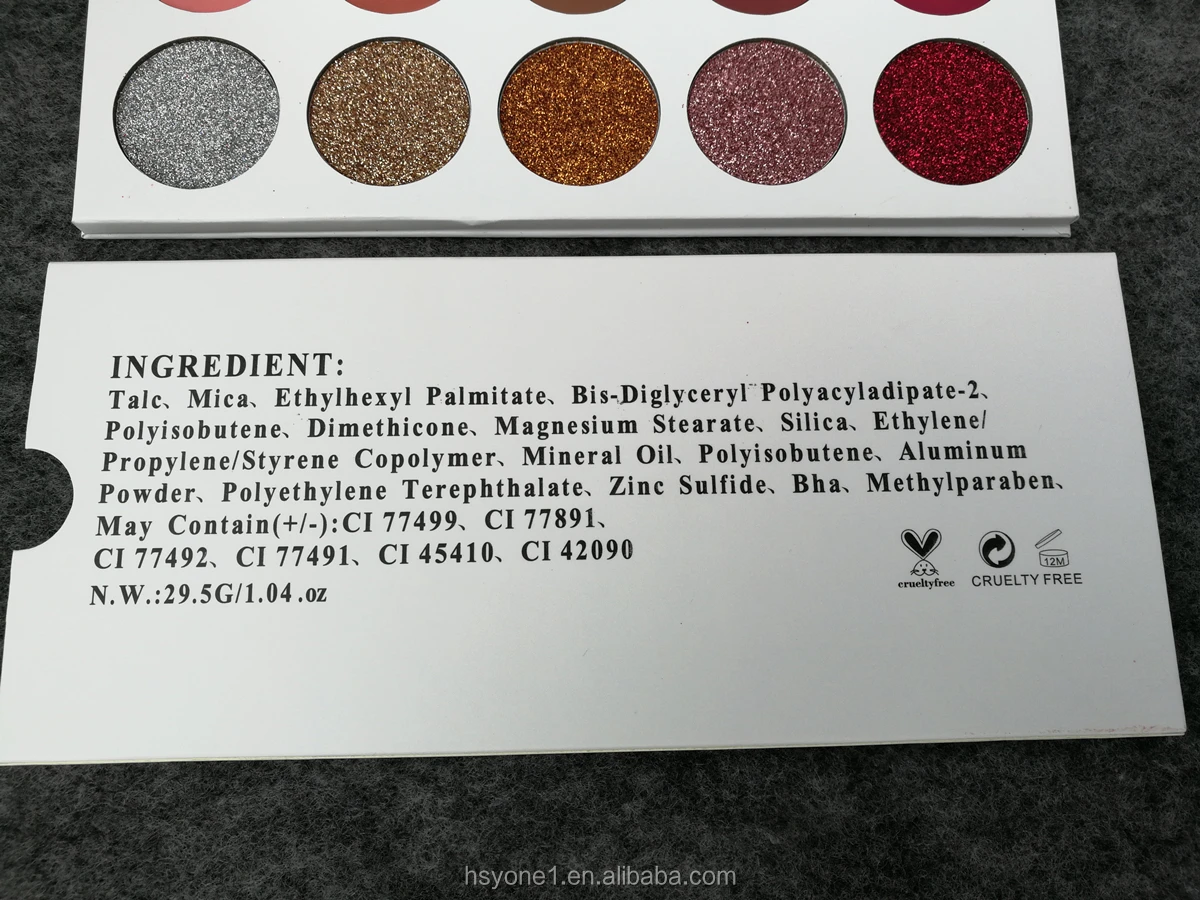 INGREDIENT:
Talc、Mica、Ethylhexyl Palmitate、Bis-Diglyceryl Polyacyladipate-2、
Polyisobutene、Dimethicone、Magnesium Stearate、Silica、Ethylene/
Propylene/Styrene Copolymer、Mineral Oil、Polyisobutene、Aluminum
Powder、Polyethylene Terephthalate、Zinc Sulfide、Bha、Methylparaben、
May Contain(+/-):CI 77499、CI 77891、
CI 77492、CI 77491、CI 45410、CI 42090
N.W.:29.5G/1.04.oz
crueltyfree
12M
CRUELTY FREE
hsyone1.en.alibaba.com